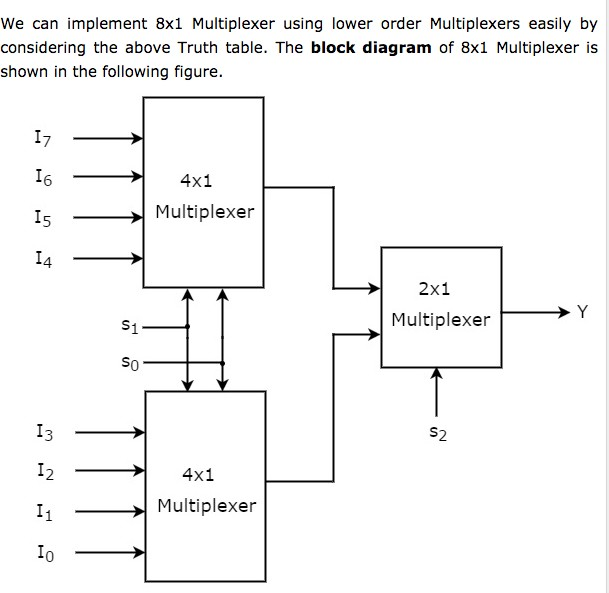 We can implement 8x1 Multiplexer using lower order Multiplexers easily by
considering the above Truth table. The block diagram of 8x1 Multiplexer is
shown in the following figure.
I7
I6
I5
I4
4x1
Multiplexer
s1
s0
I3
I2
I1
I0
4x1
Multiplexer
2x1
Multiplexer
s2
Y